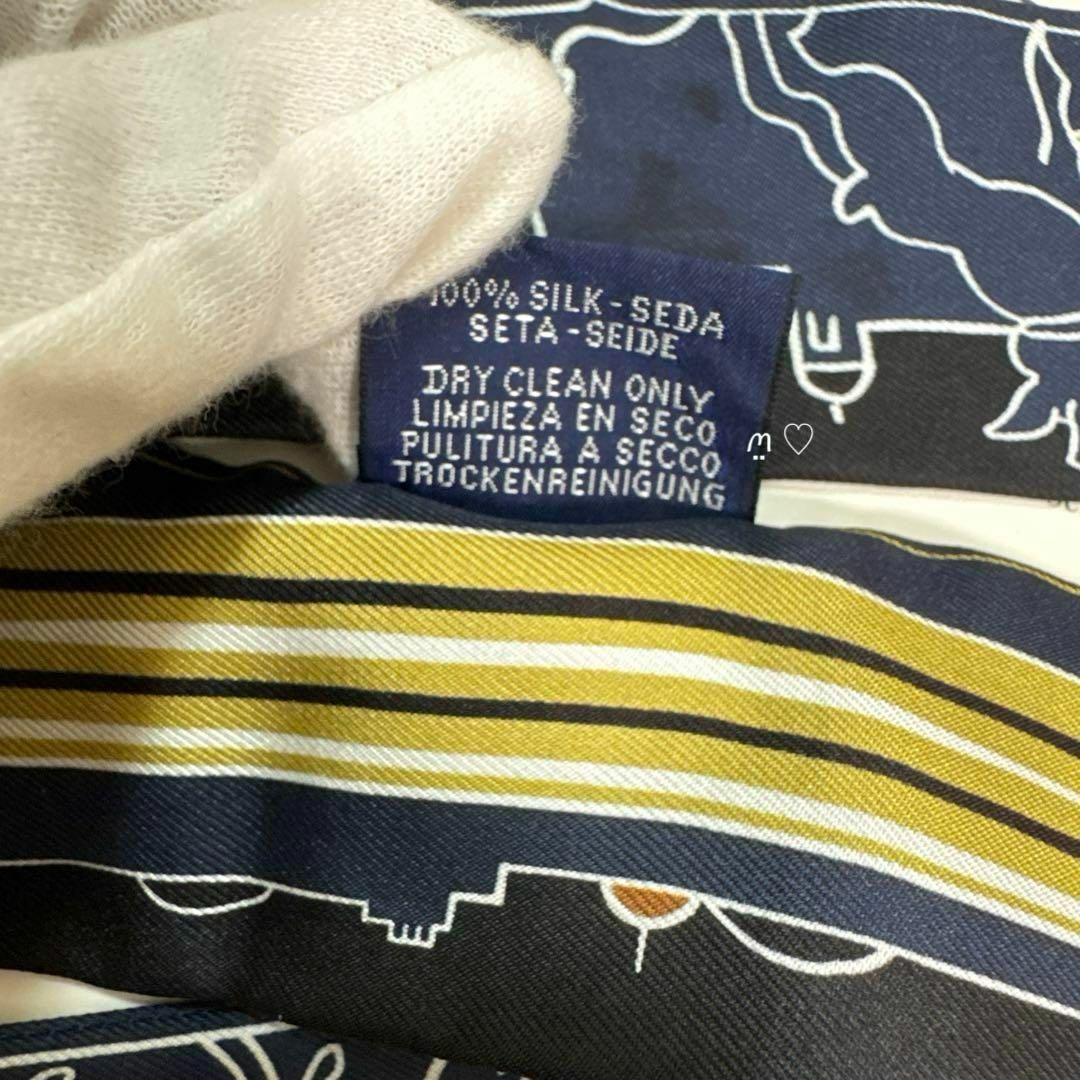 100% SILK - SEDA
SETA - SEIDE
DRY CLEAN ONLY
LIMPIEZA EN SECO
PULITURA A SECCO
TROCKENREINIGUNG